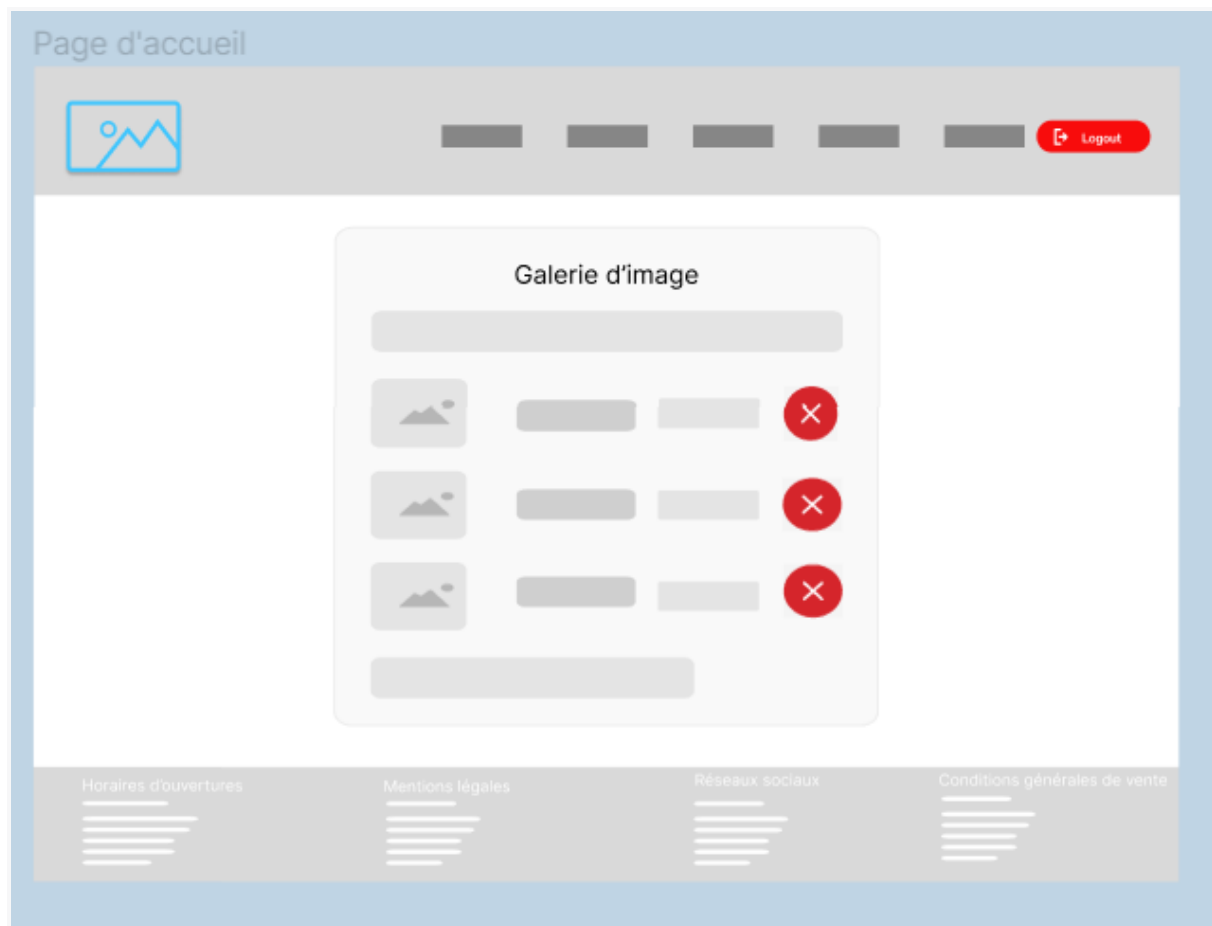 Page d'accueil
Logout
Galerie d’image
Horaires d’ouvertures
Mentions légales
Réseaux sociaux
Conditions générales de vente